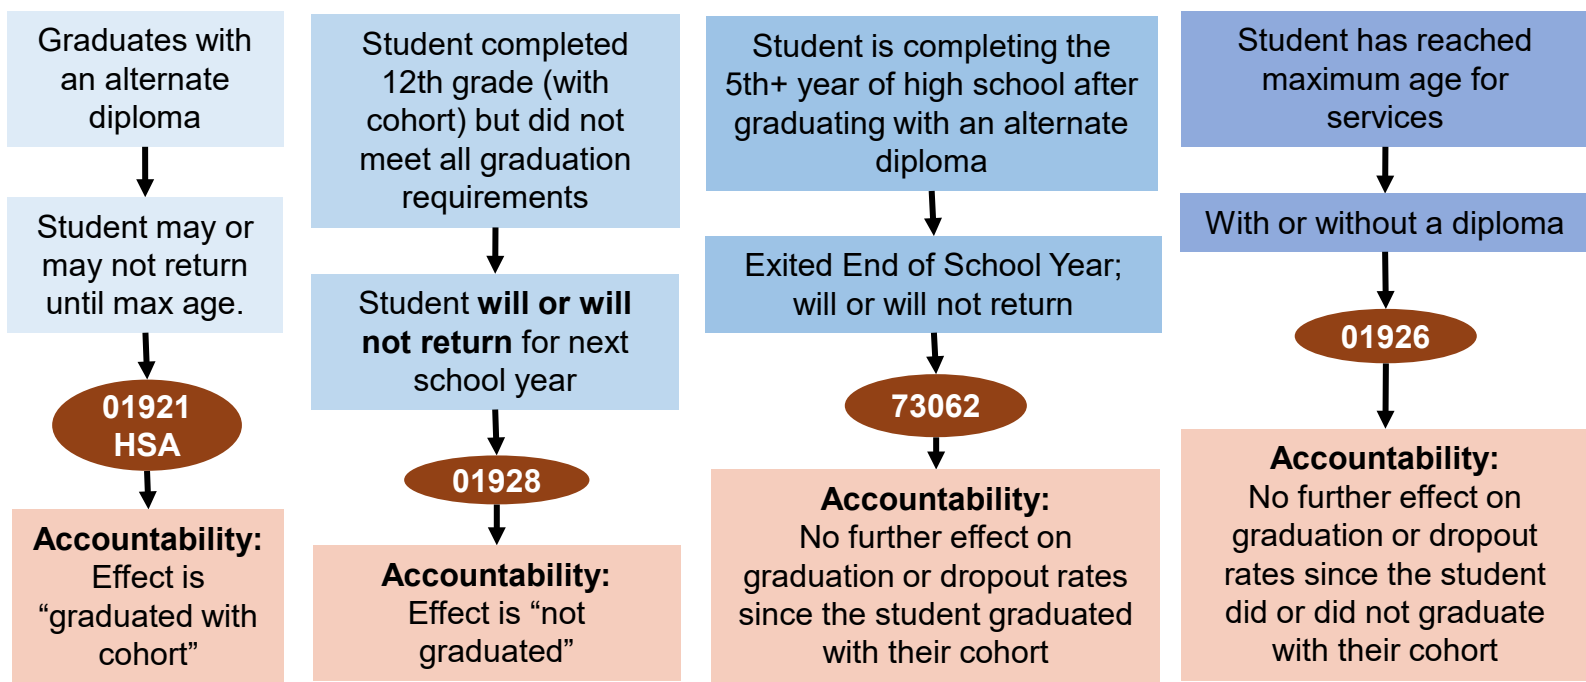 Graduates with
an alternate
diploma
Student may or
may not return
until max age.
01921
HSA
Accountability:
Effect is
“graduated with
cohort”
Student completed
12th grade (with
cohort) but did not
meet all graduation
requirements
Student will or will
not return for next
school year
01928
Accountability:
Effect is “not
graduated”
Student is completing the
5th+ year of high school after
graduating with an alternate
diploma
Exited End of School Year;
will or will not return
73062
Accountability:
No further effect on
graduation or dropout rates
since the student graduated
with their cohort
Student has reached
maximum age for
services
With or without a diploma
01926
Accountability:
No further effect on
graduation or dropout
rates since the student
did or did not graduate
with their cohort